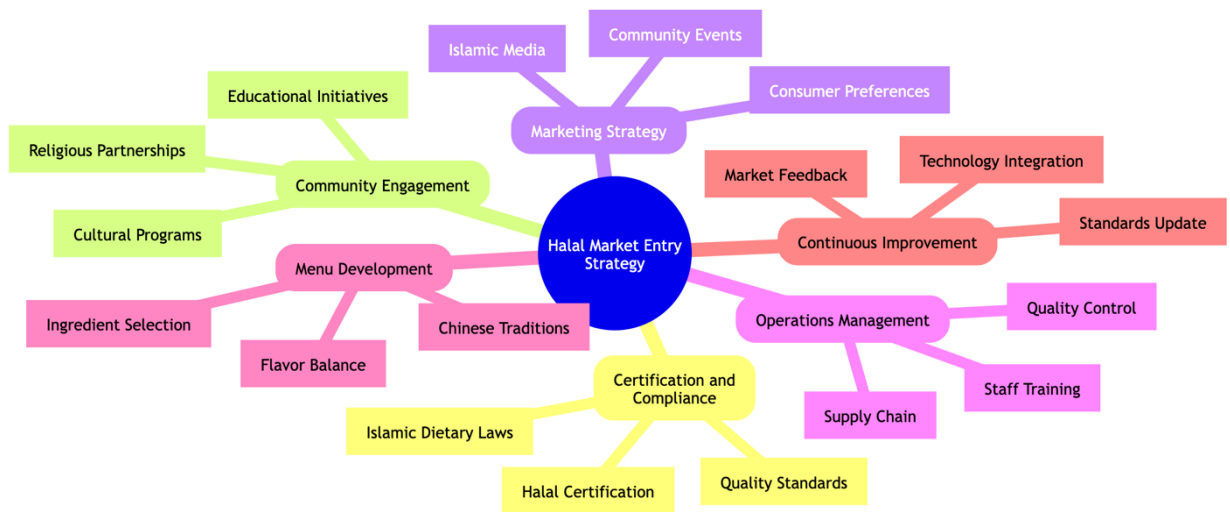 Community Events
Islamic Media
Consumer Preferences
Marketing Strategy
Educational Initiatives
Religious Partnerships
Community Engagement
Cultural Programs
Market Feedback
Technology Integration
Standards Update
Continuous Improvement
Halal Market Entry
Strategy
Menu Development
Ingredient Selection
Flavor Balance
Chinese Traditions
Operations Management
Quality Control
Staff Training
Supply Chain
Certification and
Compliance
Islamic Dietary Laws
Halal Certification
Quality Standards